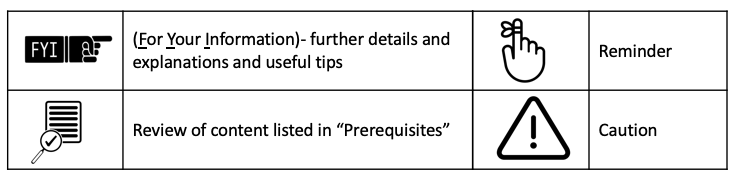 FYI
(For Your Information)- further details and
explanations and useful tips
Reminder
Review of content listed in “Prerequisites”
Caution